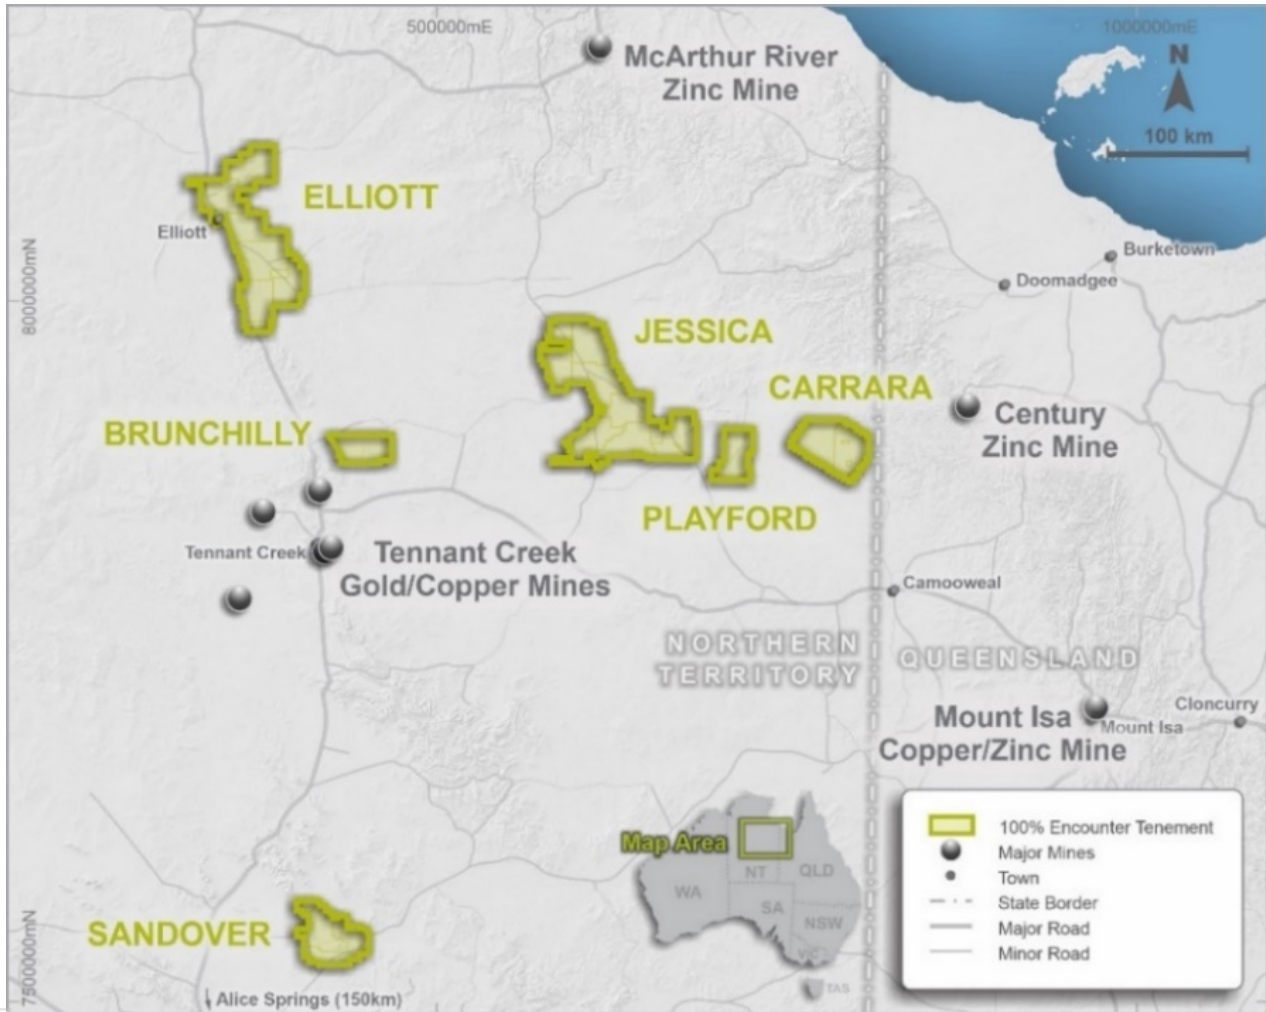 500000mE
1000000mE
McArthur River
Zinc Mine
N
100 km
ELLIOTT
Elliott
8000000mN
Burketown
Doomadgee
JESSICA
CARRARA
BRUNCHILLY
Century
Zinc Mine
PLAYFORD
Tennant Creek
Tennant Creek
Gold/Copper Mines
Camooweal
NORTHERN
TERRITORY
QUEENSLAND
Mount Isa
Copper/Zinc Mine
Mount Isa
Cloncurry
Map Area
WA
NT
QLD
SA
NSW
TAS
100% Encounter Tenement
Major Mines
Town
State Border
Major Road
Minor Road
SANDOVER
7500000mN
Alice Springs (150km)